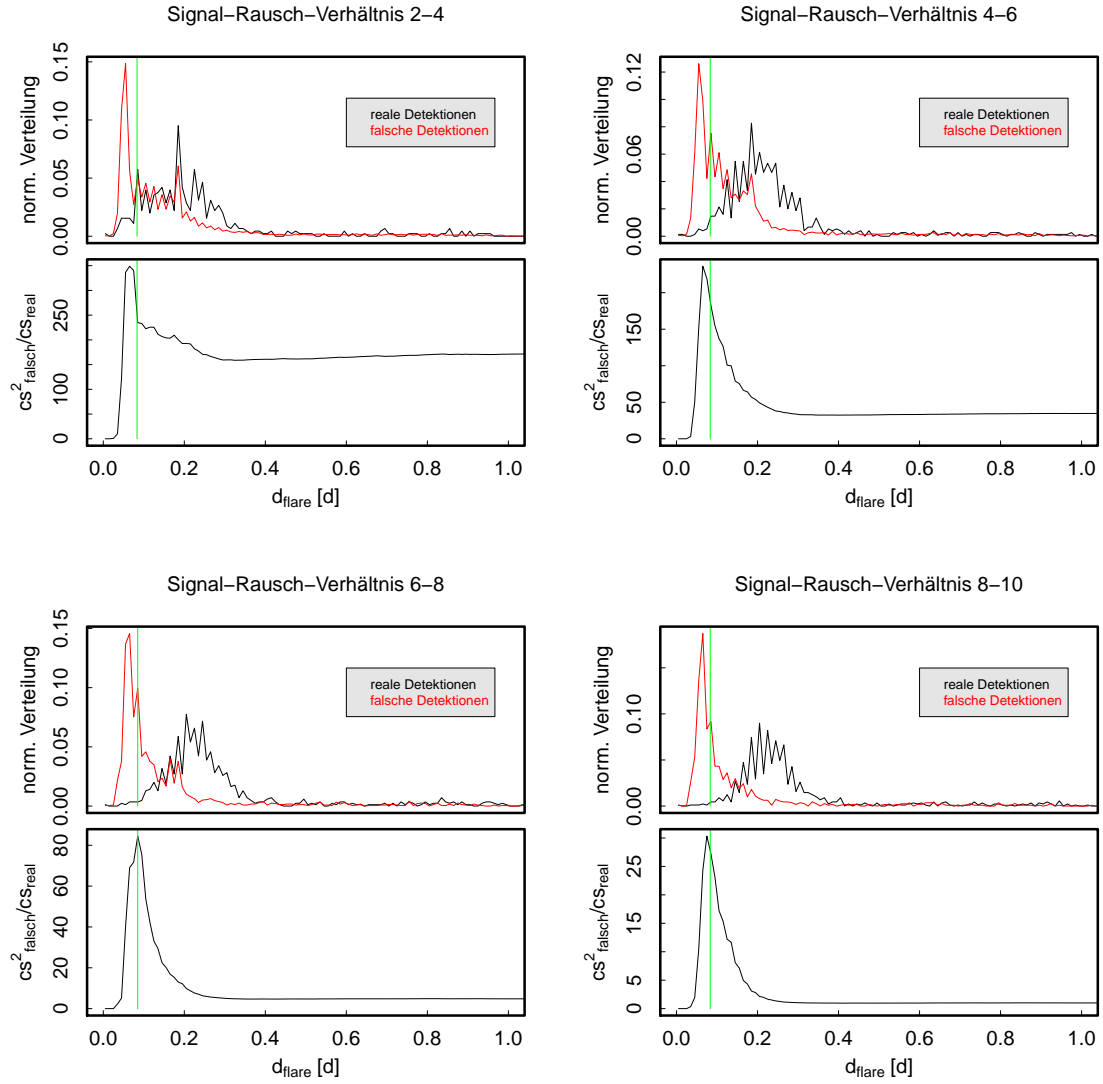 Signal−Rausch−Verhältnis 2−4
norm. Verteilung
0.00 0.05 0.10 0.15
reale Detektionen
falsche Detektionen
cs²falsch/csreal
0 100 250
0.0 0.2 0.4 0.6 0.8 1.0
dflare [d]
Signal−Rausch−Verhältnis 4−6
norm. Verteilung
0.00 0.06 0.12
reale Detektionen
falsche Detektionen
cs²falsch/csreal
0 50 150
0.0 0.2 0.4 0.6 0.8 1.0
dflare [d]
Signal−Rausch−Verhältnis 6−8
norm. Verteilung
0.00 0.05 0.10 0.15
reale Detektionen
falsche Detektionen
cs²falsch/csreal
0 20 40 60 80
0.0 0.2 0.4 0.6 0.8 1.0
dflare [d]
Signal−Rausch−Verhältnis 8−10
norm. Verteilung
0.00 0.10
reale Detektionen
falsche Detektionen
cs²falsch/csreal
0 5 15 25
0.0 0.2 0.4 0.6 0.8 1.0
dflare [d]